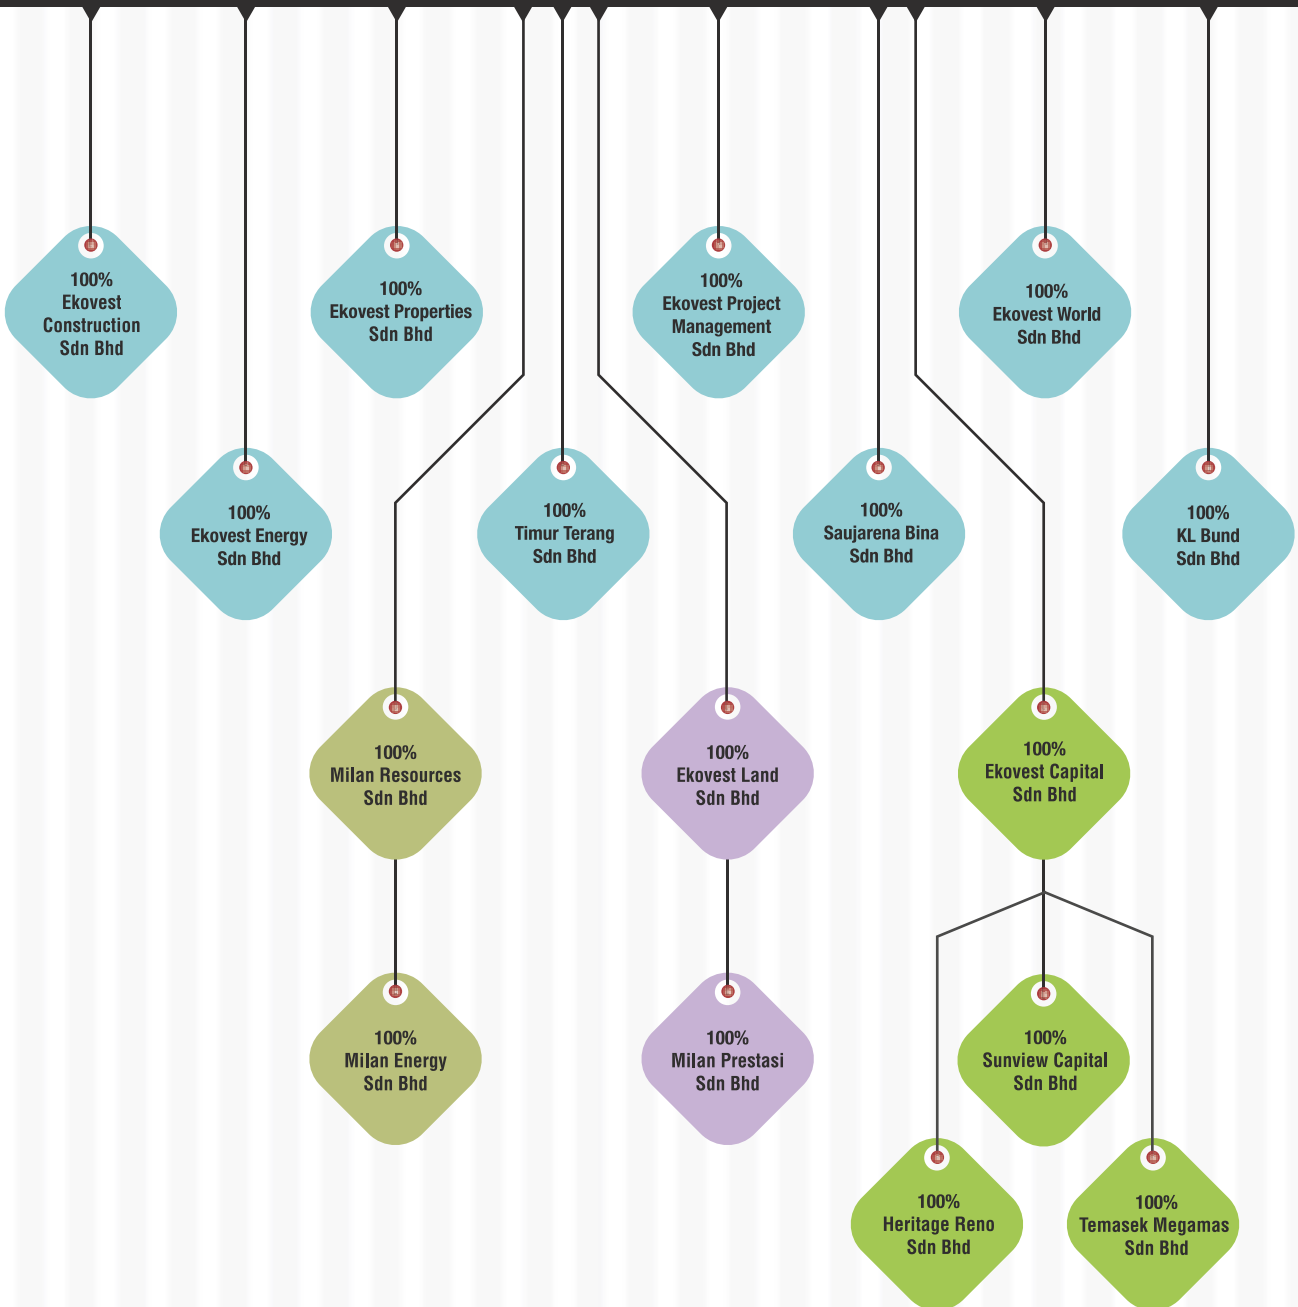 100%
Ekovest
Construction
Sdn Bhd
100%
Ekovest Properties
Sdn Bhd
100%
Ekovest Project
Management
Sdn Bhd
100%
Ekovest World
Sdn Bhd
100%
Ekovest Energy
Sdn Bhd
100%
Timur Terang
Sdn Bhd
100%
Saujarena Bina
Sdn Bhd
100%
KL Bund
Sdn Bhd
100%
Milan Resources
Sdn Bhd
100%
Ekovest Land
Sdn Bhd
100%
Ekovest Capital
Sdn Bhd
100%
Milan Energy
Sdn Bhd
100%
Milan Prestasi
Sdn Bhd
100%
Sunview Capital
Sdn Bhd
100%
Heritage Reno
Sdn Bhd
100%
Temasek Megamas
Sdn Bhd